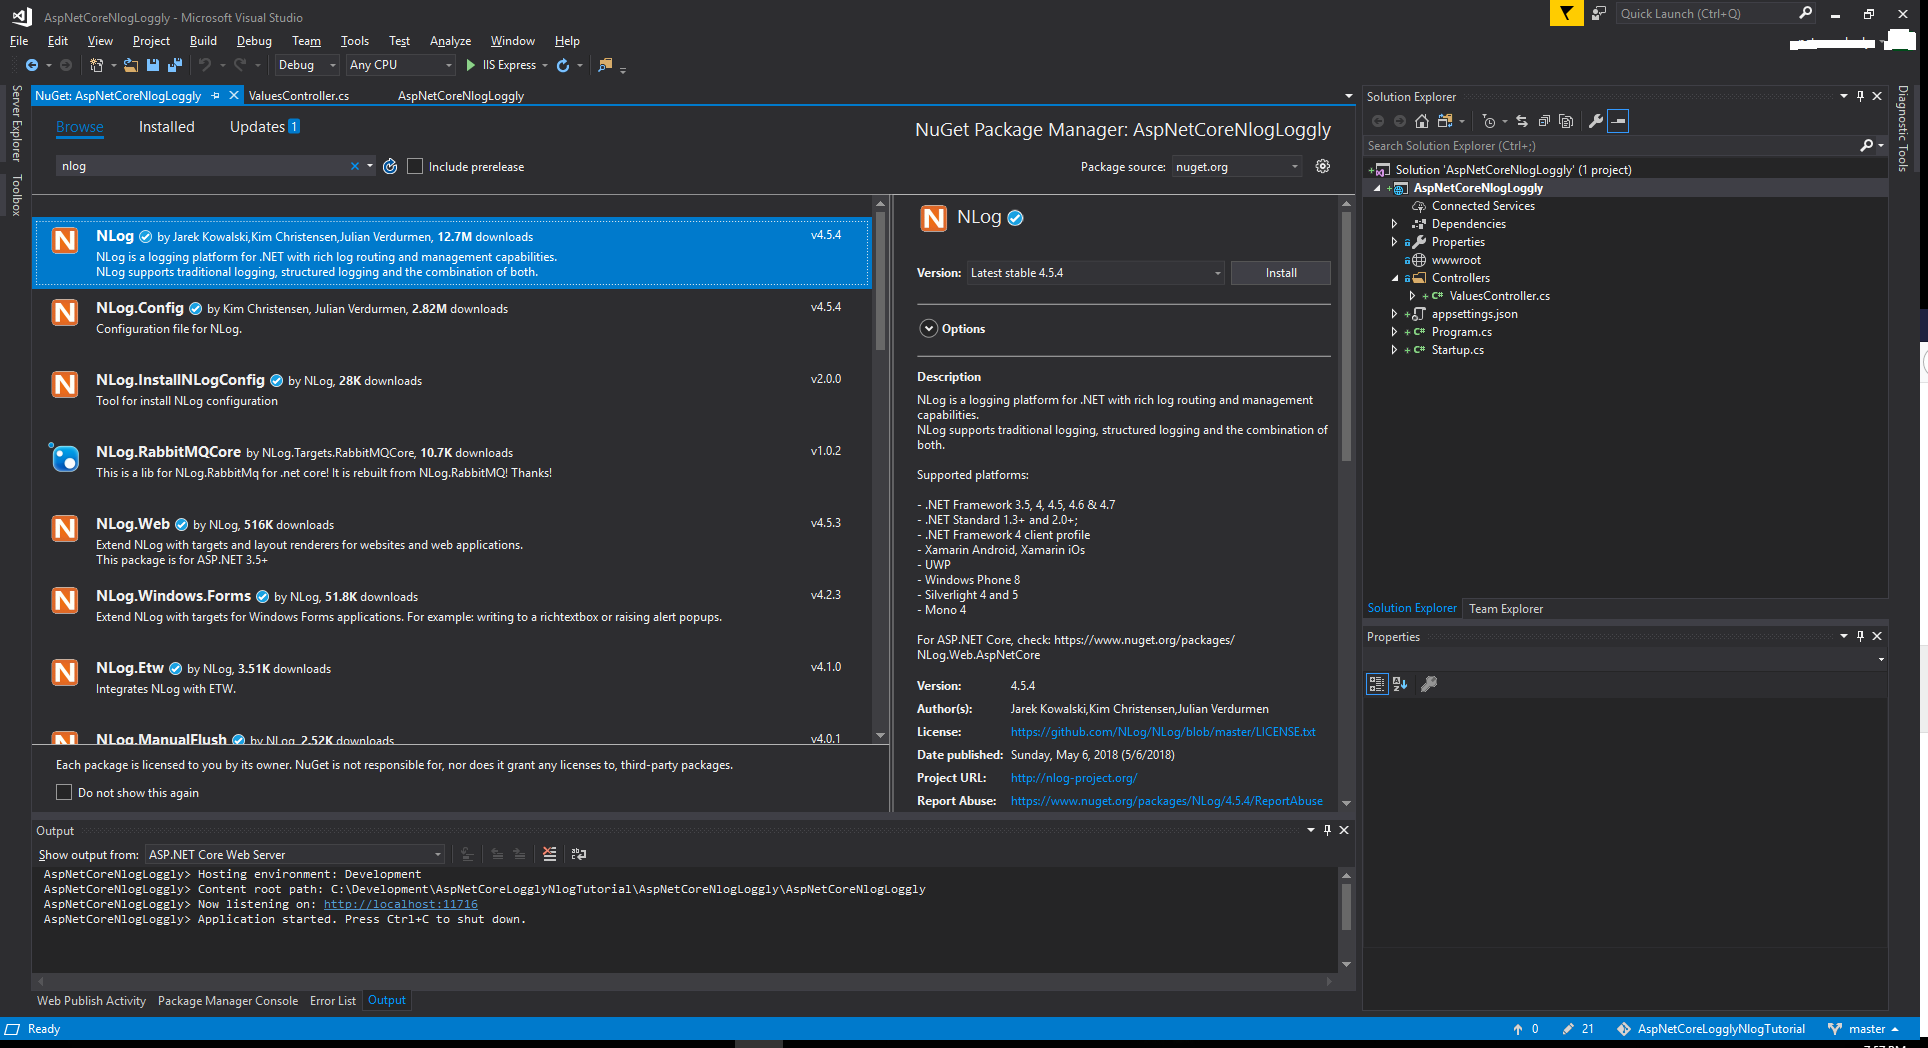 AspNetCoreNlogLoggly - Microsoft Visual Studio
Quick Launch (Ctrl+Q)
File Edit View Project Build Debug Team Tools Test Analyze Window Help
Debug Any CPU IIS Express
Server Explorer
Toolbox
NuGet: AspNetCoreNlogLoggly ValuesController.cs AspNetCoreNlogLoggly
Browse Installed Updates 1
NuGet Package Manager: AspNetCoreNlogLoggly
nlog
Include prerelease
Package source: nuget.org
NLog by Jarek Kowalski,Kim Christensen,Julian Verdurmen, 12.7M downloads v4.5.4
NLog is a logging platform for .NET with rich log routing and management capabilities.
NLog supports traditional logging, structured logging and the combination of both.
NLog.Config by Kim Christensen, Julian Verdurmen, 2.82M downloads v4.5.4
Configuration file for NLog.
NLog.InstallNLogConfig by NLog, 28K downloads v2.0.0
Tool for install NLog configuration
NLog.RabbitMQCore by NLog.Targets.RabbitMQCore, 10.7K downloads v1.0.2
This is a lib for NLog.RabbitMq for .net core! It is rebuilt from NLog.RabbitMQ! Thanks!
NLog.Web by NLog, 516K downloads v4.5.3
Extend NLog with targets and layout renderers for websites and web applications.
This package is for ASP.NET 3.5+
NLog.Windows.Forms by NLog, 51.8K downloads v4.2.3
Extend NLog with targets for Windows Forms applications. For example: writing to a richtextbox or raising alert popups.
NLog.Etw by NLog, 3.51K downloads v4.1.0
Integrates NLog with ETW.
NLog.ManualFlush by NLog, 2.52K downloads v4.0.1
Each package is licensed to you by its owner. NuGet is not responsible for, nor does it grant any licenses to, third-party packages.
Do not show this again
NLog
Version: Latest stable 4.5.4 Install
Options
Description
NLog is a logging platform for .NET with rich log routing and management
capabilities.
NLog supports traditional logging, structured logging and the combination of
both.
Supported platforms:
- .NET Framework 3.5, 4, 4.5, 4.6 & 4.7
- .NET Standard 1.3+ and 2.0+;
- .NET Framework 4 client profile
- Xamarin Android, Xamarin iOs
- UWP
- Windows Phone 8
- Silverlight 4 and 5
- Mono 4
For ASP.NET Core, check: https://www.nuget.org/packages/
NLog.Web.AspNetCore
Version: 4.5.4
Author(s): Jarek Kowalski,Kim Christensen,Julian Verdurmen
License: https://github.com/NLog/NLog/blob/master/LICENSE.txt
Date published: Sunday, May 6, 2018 (5/6/2018)
Project URL: http://nlog-project.org/
Report Abuse: https://www.nuget.org/packages/NLog/4.5.4/ReportAbuse
Output
Show output from: ASP.NET Core Web Server
AspNetCoreNlogLoggly> Hosting environment: Development
AspNetCoreNlogLoggly> Content root path: C:\Development\AspNetCoreLogglyNlogTutorial\AspNetCoreNlogLoggly\AspNetCoreNlogLoggly
AspNetCoreNlogLoggly> Now listening on: http://localhost:11716
AspNetCoreNlogLoggly> Application started. Press Ctrl+C to shut down.
Web Publish Activity Package Manager Console Error List Output
Solution Explorer
Search Solution Explorer (Ctrl+;)
Solution 'AspNetCoreNlogLoggly' (1 project)
AspNetCoreNlogLoggly
Connected Services
Dependencies
Properties
wwwroot
Controllers
C# ValuesController.cs
appsettings.json
C# Program.cs
C# Startup.cs
Solution Explorer Team Explorer
Properties
Diagnostic Tools
Ready 0 21 AspNetCoreLogglyNlogTutorial master